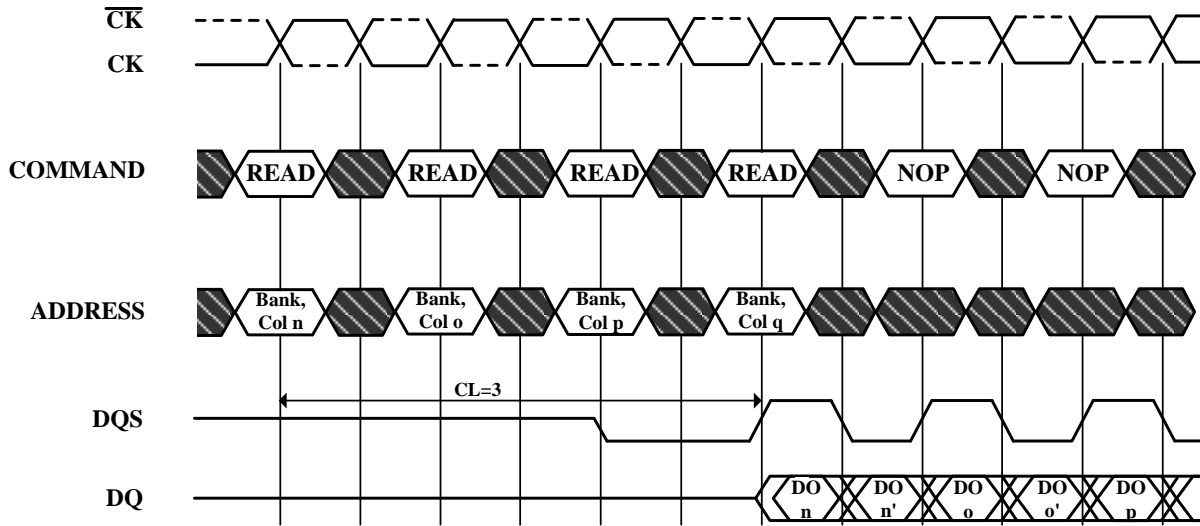 CK
CK
COMMAND READ READ READ READ NOP NOP
ADDRESS
Bank, Col n
Bank, Col o
Bank, Col p
Bank, Col q
CL=3
DQS
DQ
DO n
DO n'
DO o
DO o'
DO p